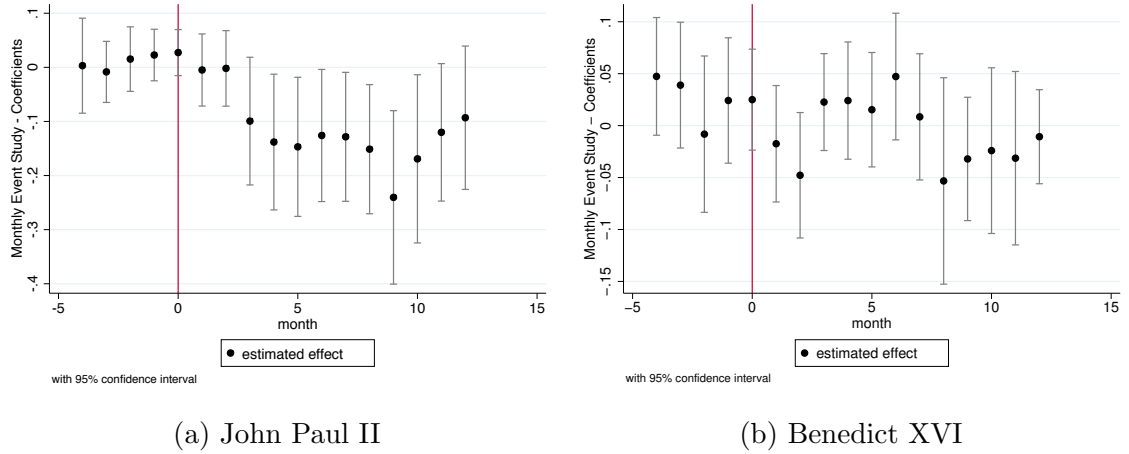 Monthly Event Study - Coefficients
.1
0
-.1
-.2
-.3
-.4
-5
0
5
10
15
month
estimated effect
with 95% confidence interval
(a) John Paul II
Monthly Event Study − Coefficients
.1
.05
0
−.05
−.1
−.15
−5
0
5
10
15
month
estimated effect
with 95% confidence interval
(b) Benedict XVI